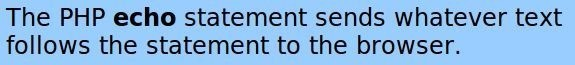 The PHP echo statement sends whatever text
follows the statement to the browser.